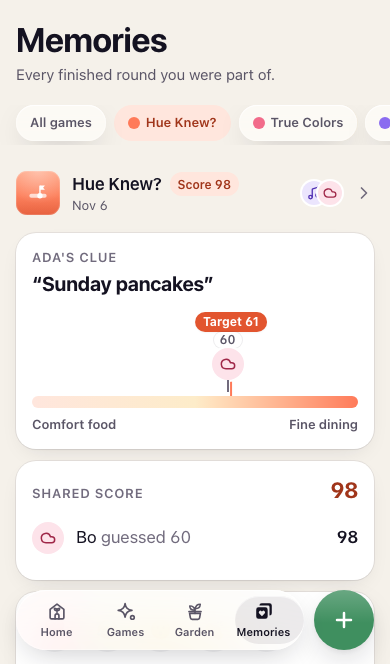 Memories
Every finished round you were part of.
All games
Hue Knew?
True Colors
Hue Knew? Score 98
Nov 6
ADA'S CLUE
“Sunday pancakes”
Target 61
60
Comfort food Fine dining
SHARED SCORE 98
Bo guessed 60 98
Home Games Garden Memories